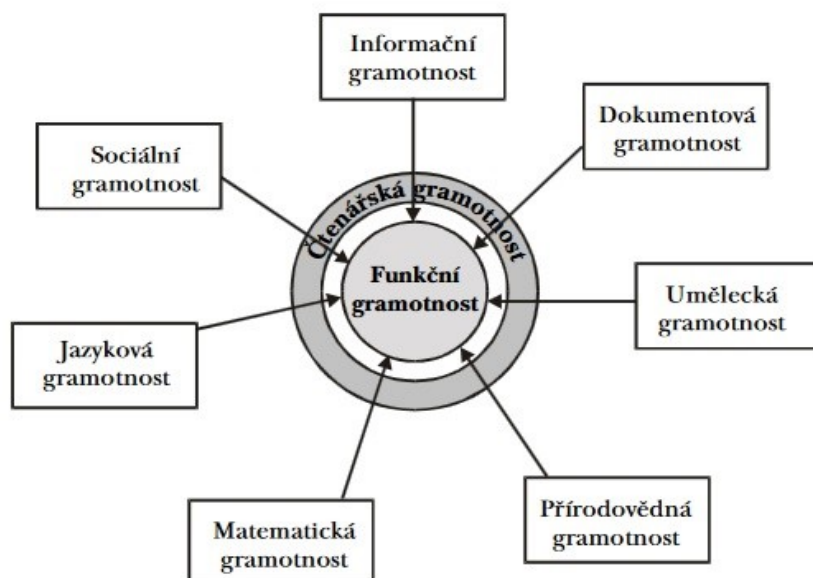 Informační
gramotnost
Dokumentová
gramotnost
Sociální
gramotnost
Čtenářská gramotnost
Funkční
gramotnost
Umělecká
gramotnost
Jazyková
gramotnost
Matematická
gramotnost
Přírodovědná
gramotnost